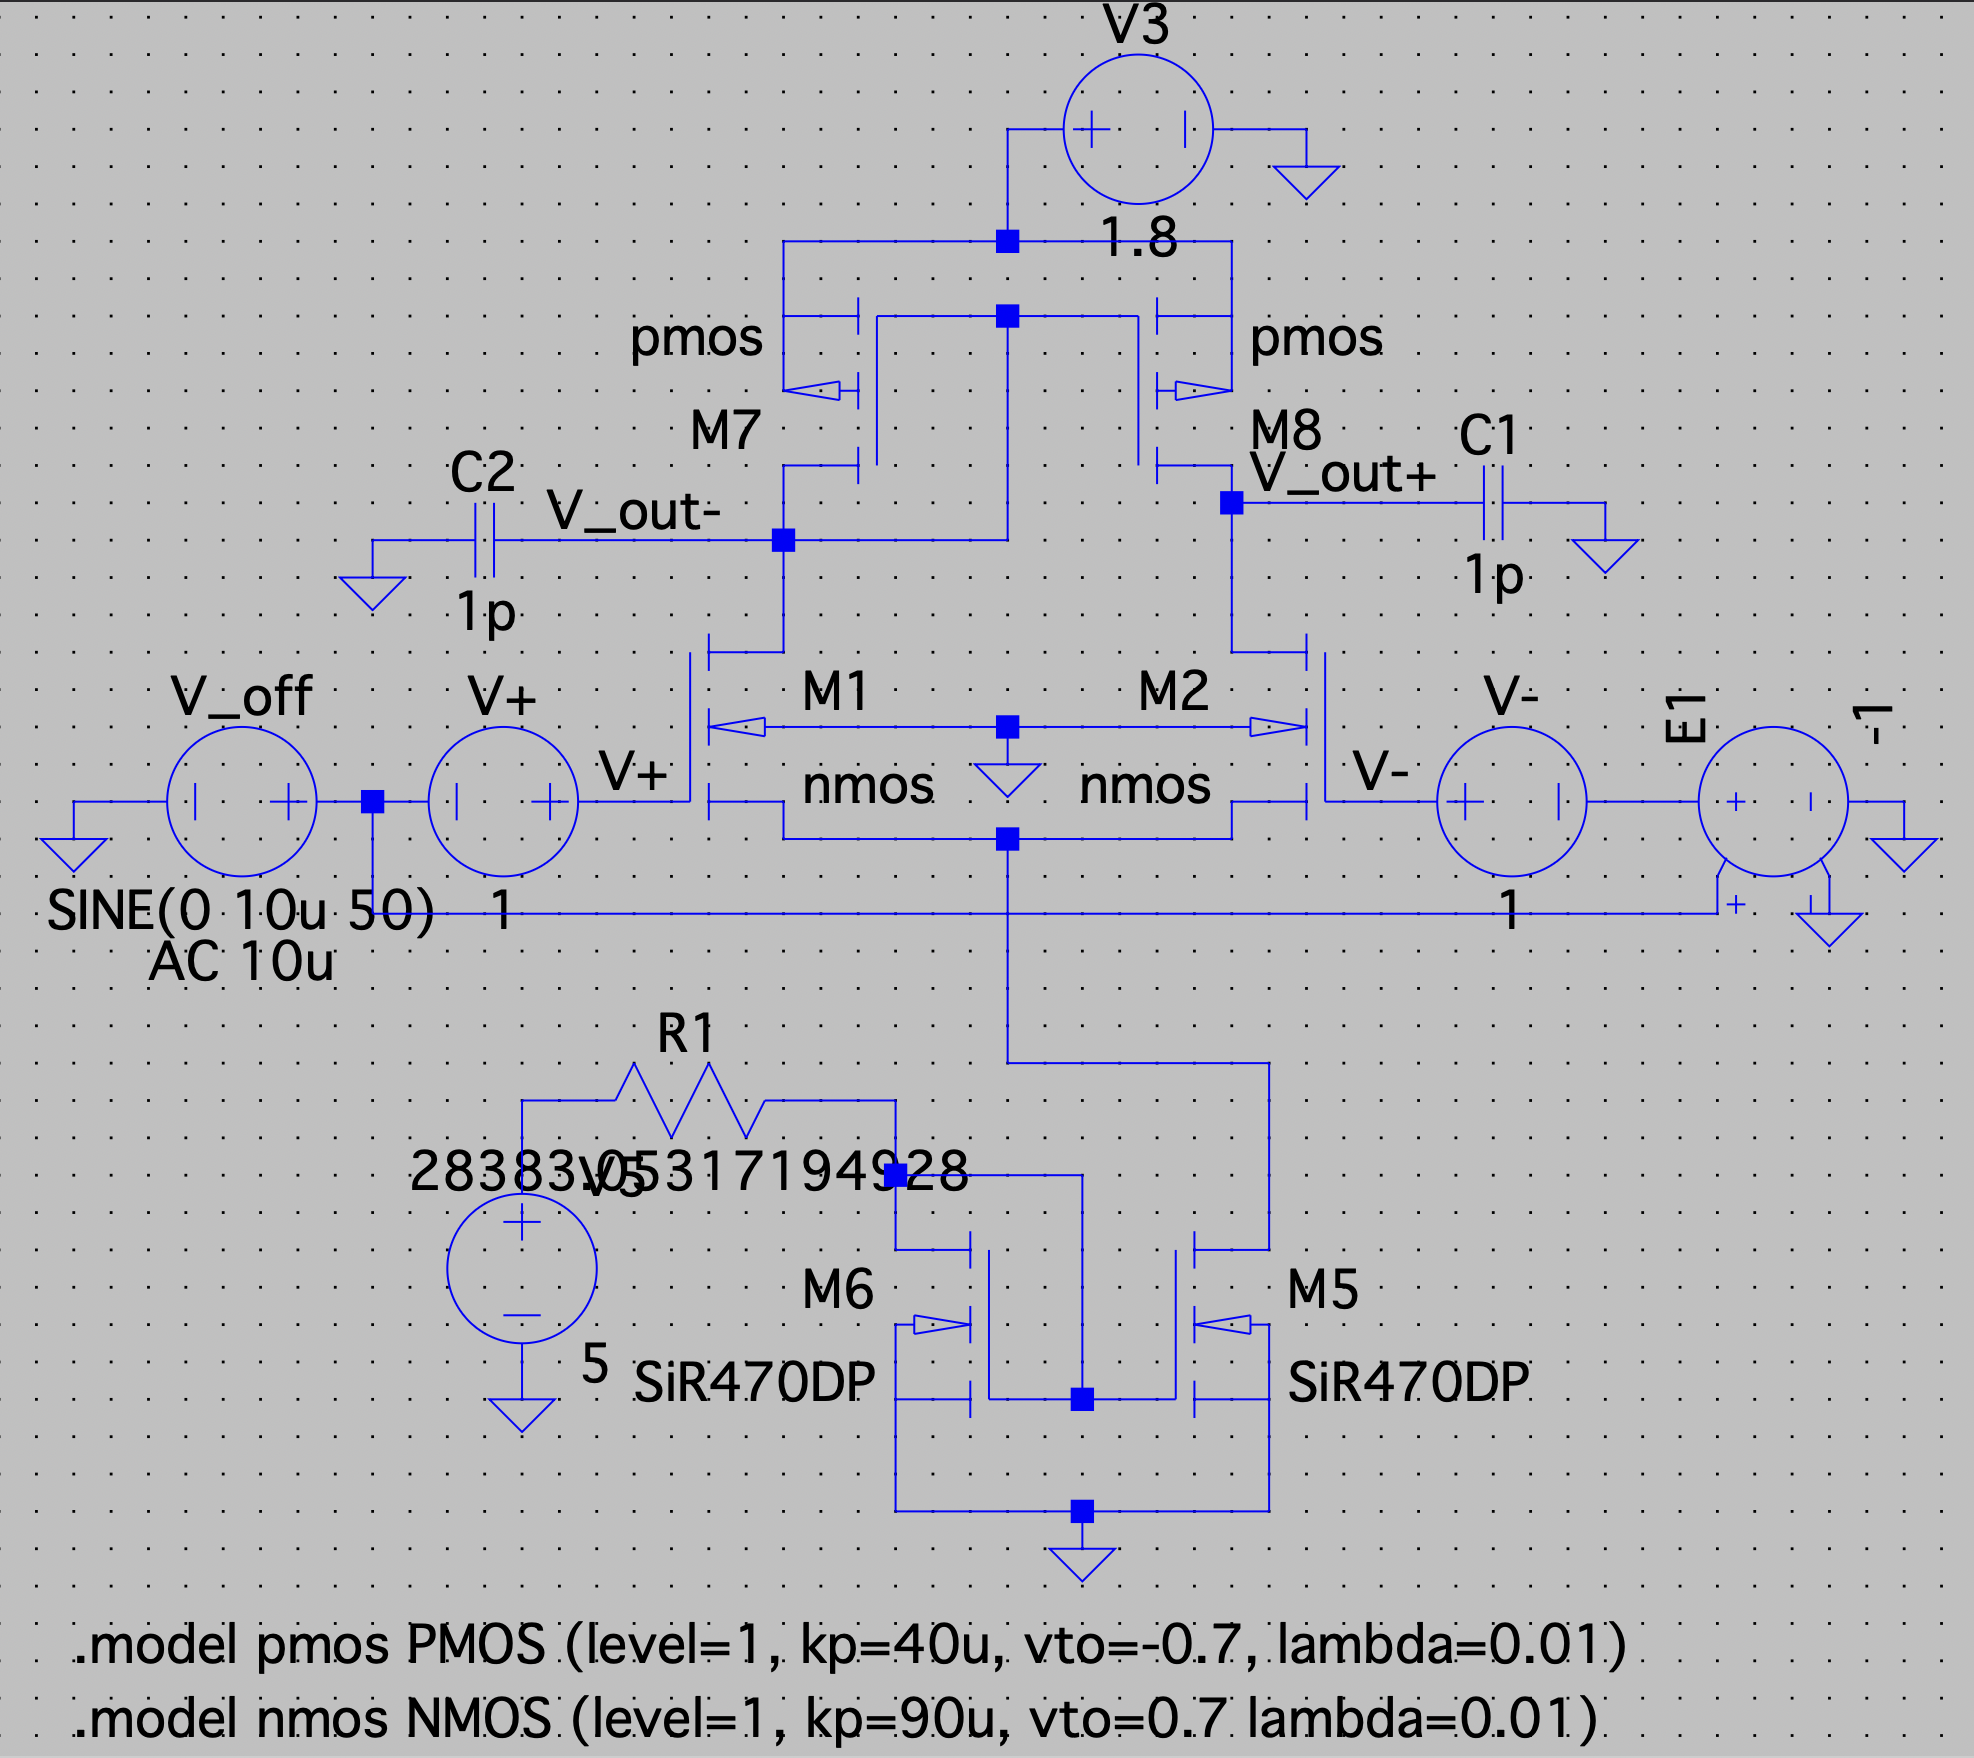 V3
1.8
pmos
pmos
M7
M8
C2
V_out-
V_out+
C1
1p
1p
V_off
V+
M1
M2
V-
E1
-1
V+
V-
nmos
nmos
SINE(0 10u 50)
1
1
AC 10u
R1
28383.05317194928
V5
M6
M5
5
SiR470DP
SiR470DP
.model pmos PMOS (level=1, kp=40u, vto=-0.7, lambda=0.01)
.model nmos NMOS (level=1, kp=90u, vto=0.7 lambda=0.01)